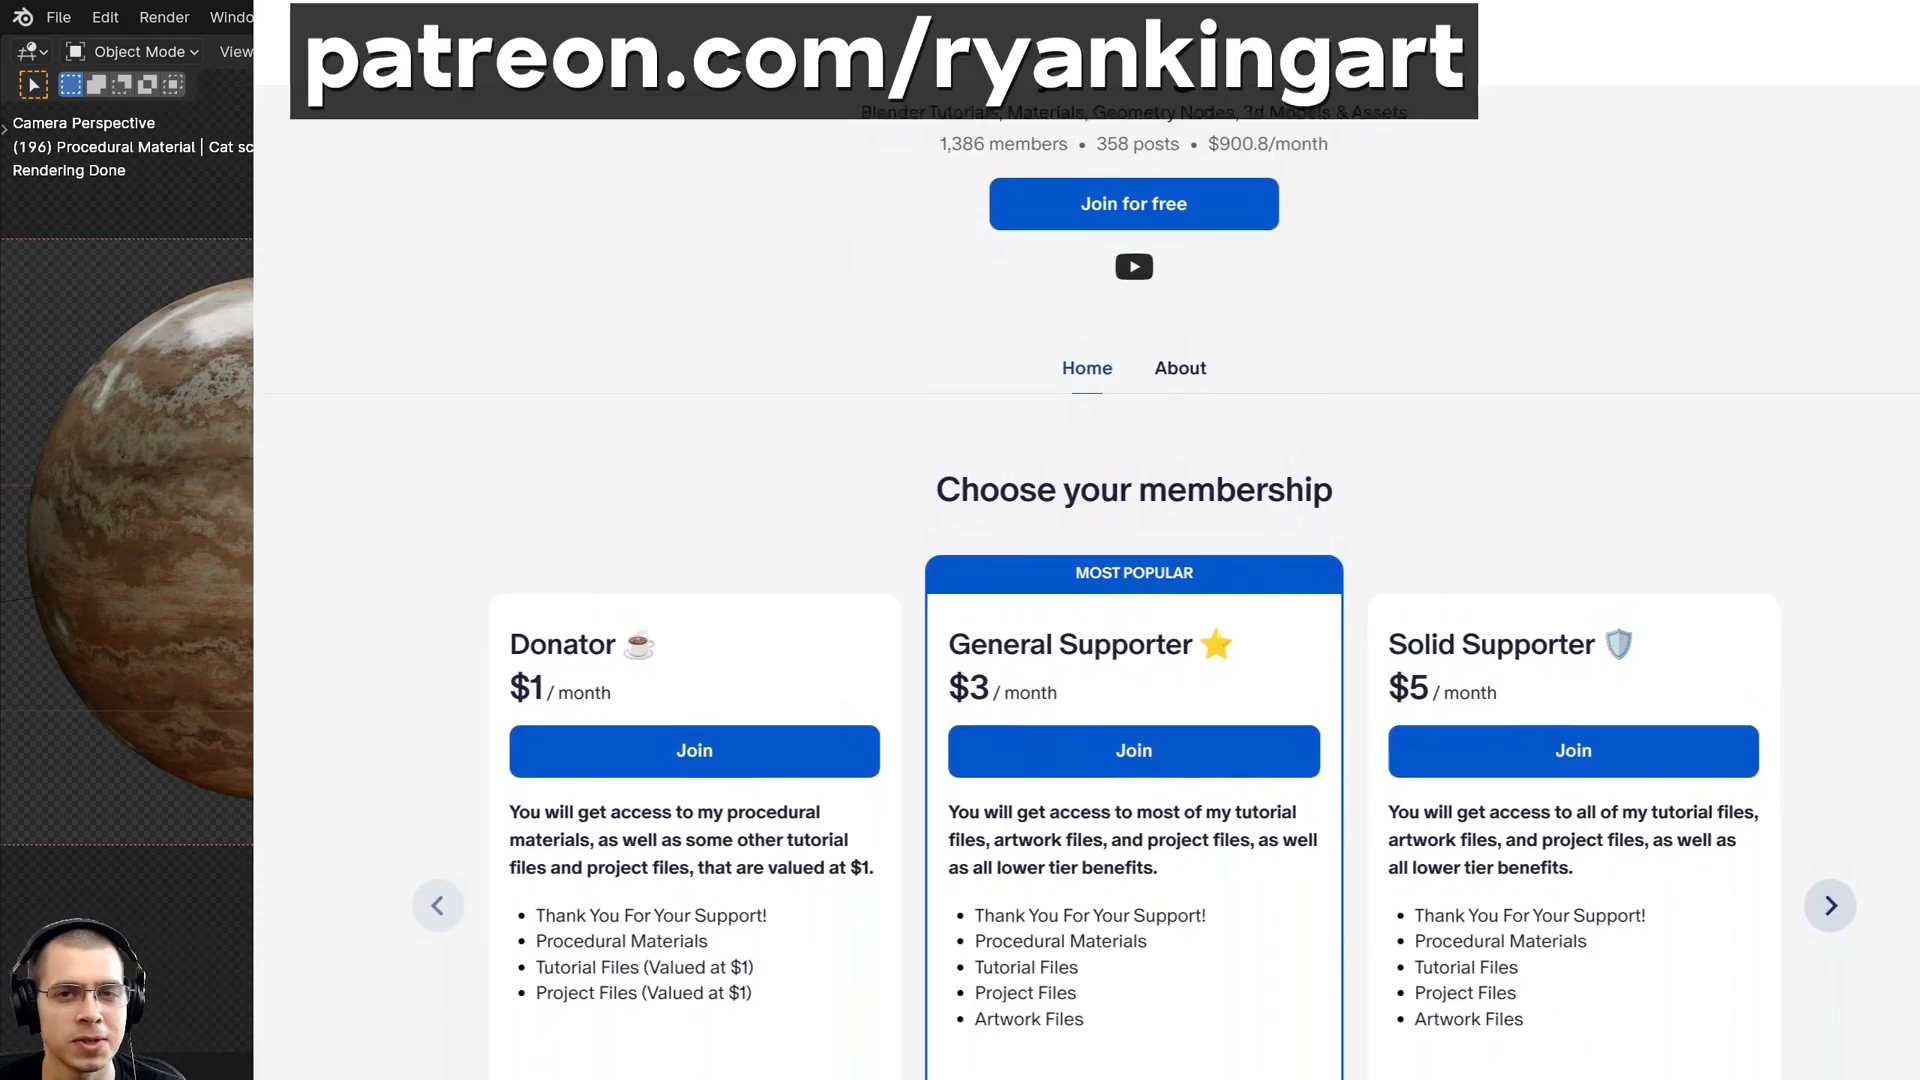 File Edit Render Windo
patreon.com/ryankingart
Object Mode View
Blender Tutorials, Materials, Geometry Nodes, 3d Models & Assets
Camera Perspective
(196) Procedural Material | Cat sc
Rendering Done
1,386 members • 358 posts • $900.8/month
Join for free
Home About
Choose your membership
MOST POPULAR
Donator
$1 / month
Join
You will get access to my procedural
materials, as well as some other tutorial
files and project files, that are valued at $1.
• Thank You For Your Support!
• Procedural Materials
• Tutorial Files (Valued at $1)
• Project Files (Valued at $1)
General Supporter
$3 / month
Join
You will get access to most of my tutorial
files, artwork files, and project files, as well
as all lower tier benefits.
• Thank You For Your Support!
• Procedural Materials
• Tutorial Files
• Project Files
• Artwork Files
Solid Supporter
$5 / month
Join
You will get access to all of my tutorial files,
artwork files, and project files, as well as
all lower tier benefits.
• Thank You For Your Support!
• Procedural Materials
• Tutorial Files
• Project Files
• Artwork Files